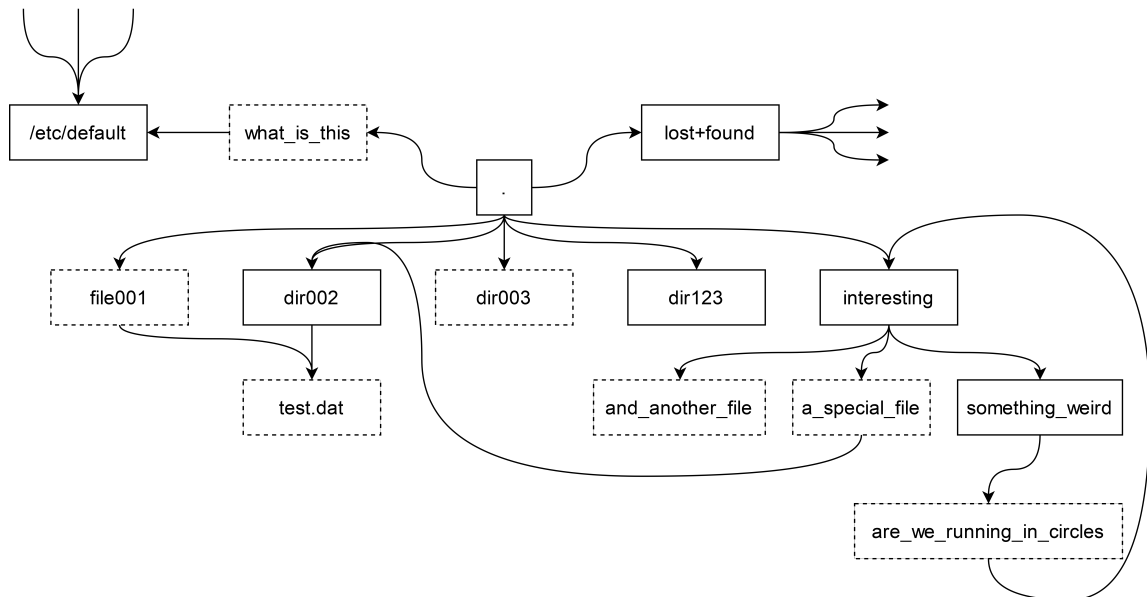 /etc/default
what_is_this
lost+found
.
file001
dir002
dir003
dir123
interesting
test.dat
and_another_file
a_special_file
something_weird
are_we_running_in_circles